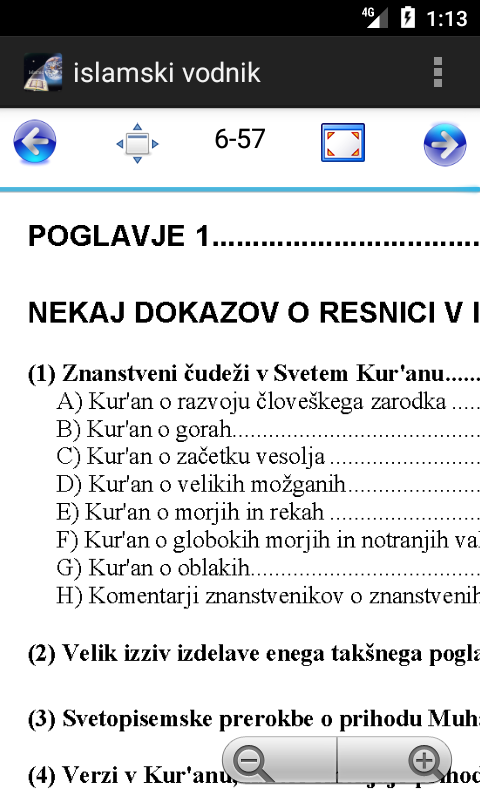 4G 1:13
islamski vodnik
6-57
POGLAVJE 1.................................
NEKAJ DOKAZOV O RESNICI V I
(1) Znanstveni čudeži v Svetem Kur'anu......
A) Kur'an o razvoju človeškega zarodka .....
B) Kur'an o gorah........................................
C) Kur'an o začetku vesolja ........................
D) Kur'an o velikih možganih......................
E) Kur'an o morjih in rekah ........................
F) Kur'an o globokih morjih in notranjih val
G) Kur'an o oblakih.....................................
H) Komentarji znanstvenikov o znanstvenih
(2) Velik izziv izdelave enega takšnega pogla
(3) Svetopisemske prerokbe o prihodu Muha
(4) Verzi v Kur'anu,